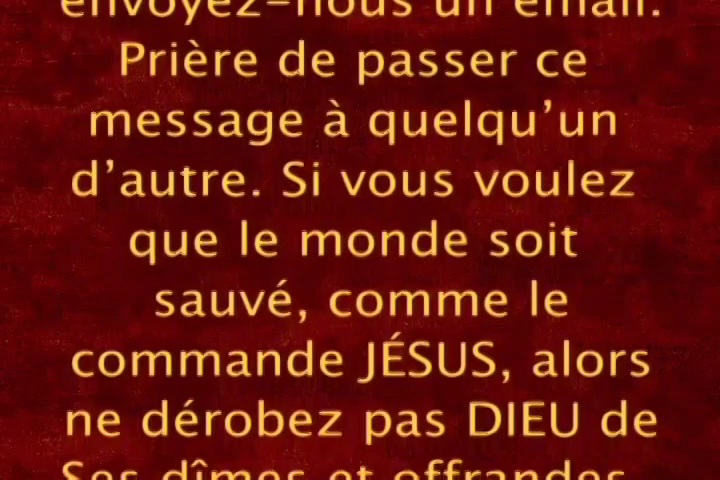 envoyez-nous un email.
Prière de passer ce
message à quelqu’un
d’autre. Si vous voulez
que le monde soit
sauvé, comme le
commande JÉSUS, alors
ne dérobez pas DIEU de
Ses dîmes et offrandes.